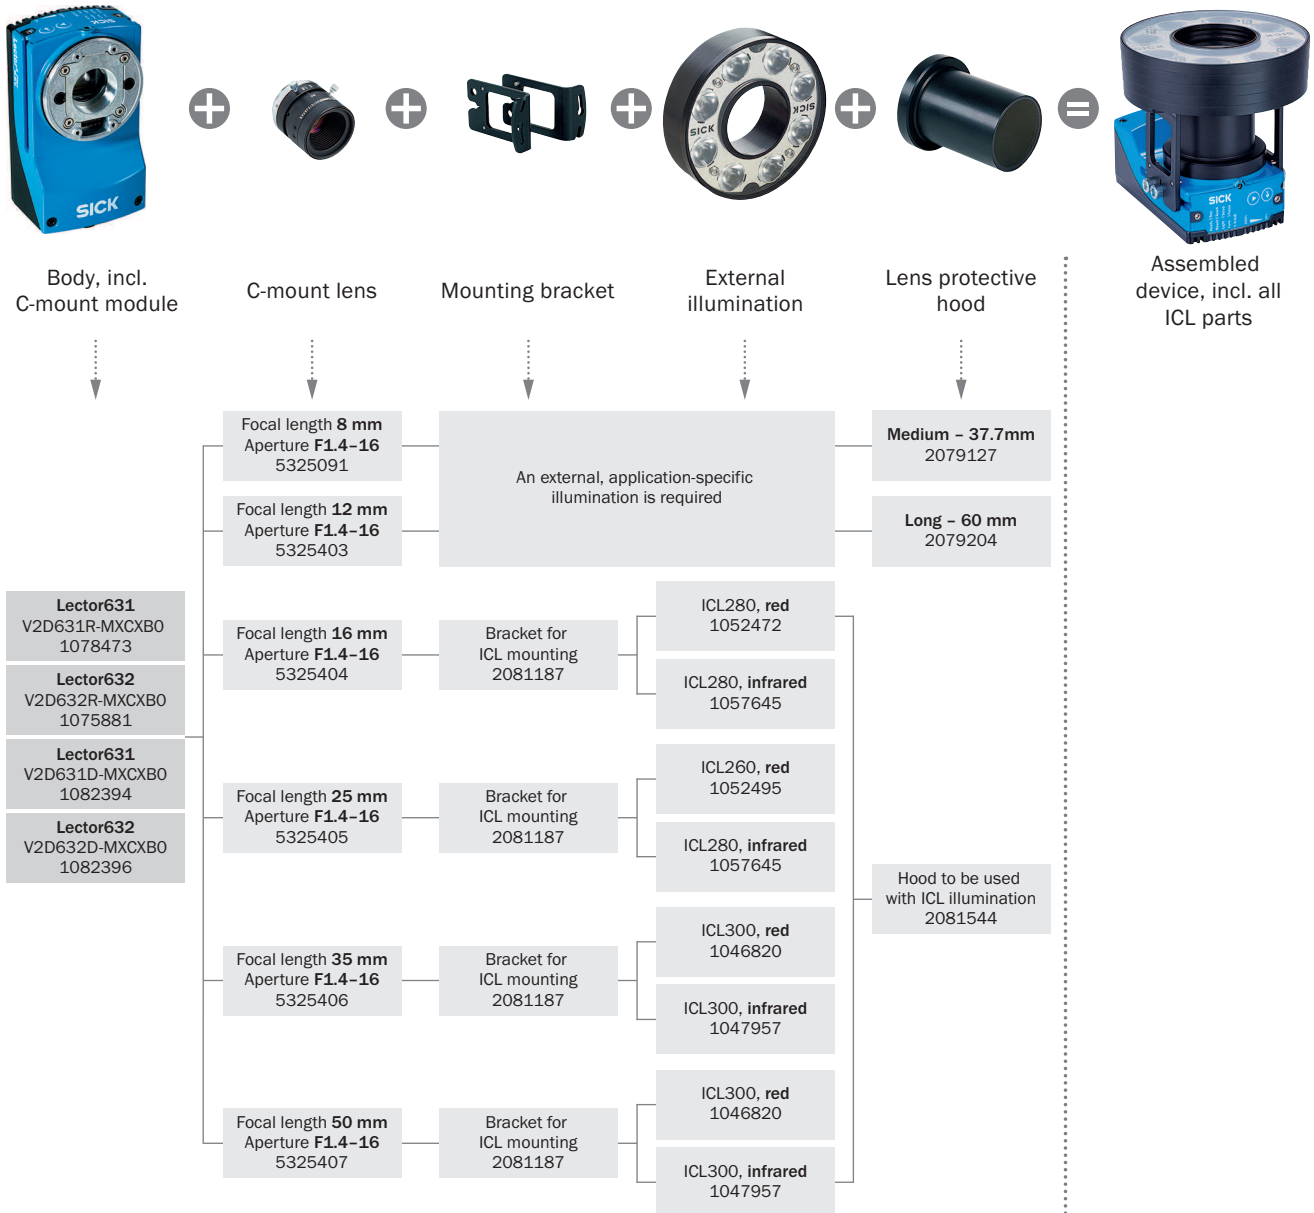 SICK
SICK
SICK
SICK
Body, incl.
C-mount module
C-mount lens
Mounting bracket
External
illumination
Lens protective
hood
Assembled
device, incl. all
ICL parts
Focal length 8 mm
Aperture F1.4–16
5325091
Focal length 12 mm
Aperture F1.4–16
5325403
An external, application-specific
illumination is required
Medium – 37.7mm
2079127
Long – 60 mm
2079204
Lector631
V2D631R-MXCXB0
1078473
Lector632
V2D632R-MXCXB0
1075881
Lector631
V2D631D-MXCXB0
1082394
Lector632
V2D632D-MXCXB0
1082396
Focal length 16 mm
Aperture F1.4–16
5325404
Bracket for
ICL mounting
2081187
ICL280, red
1052472
ICL280, infrared
1057645
Focal length 25 mm
Aperture F1.4–16
5325405
Bracket for
ICL mounting
2081187
ICL260, red
1052495
ICL280, infrared
1057645
Hood to be used
with ICL illumination
2081544
Focal length 35 mm
Aperture F1.4–16
5325406
Bracket for
ICL mounting
2081187
ICL300, red
1046820
ICL300, infrared
1047957
Focal length 50 mm
Aperture F1.4–16
5325407
Bracket for
ICL mounting
2081187
ICL300, red
1046820
ICL300, infrared
1047957